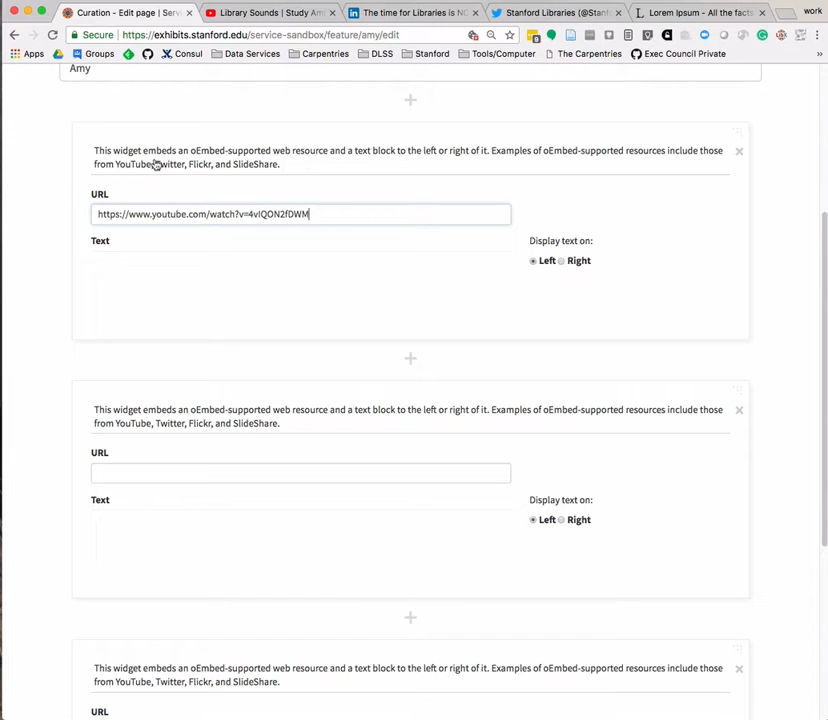 Curation - Edit page | Serv
Library Sounds | Study Am
The time for Libraries is NO
Stanford Libraries (@Stanf
Lorem Ipsum - All the facts
work
Secure
https://exhibits.stanford.edu/service-sandbox/feature/amy/edit
Apps
Groups
Consul
Data Services
Carpentries
DLSS
Stanford
Tools/Computer
The Carpentries
Exec Council Private
Amy
This widget embeds an oEmbed-supported web resource and a text block to the left or right of it. Examples of oEmbed-supported resources include those
from YouTube, Twitter, Flickr, and SlideShare.
URL
https://www.youtube.com/watch?v=4vIQON2fDWM
Text
Display text on:
Left Right
This widget embeds an oEmbed-supported web resource and a text block to the left or right of it. Examples of oEmbed-supported resources include those
from YouTube, Twitter, Flickr, and SlideShare.
URL
Text
Display text on:
Left Right
This widget embeds an oEmbed-supported web resource and a text block to the left or right of it. Examples of oEmbed-supported resources include those
from YouTube, Twitter, Flickr, and SlideShare.
URL